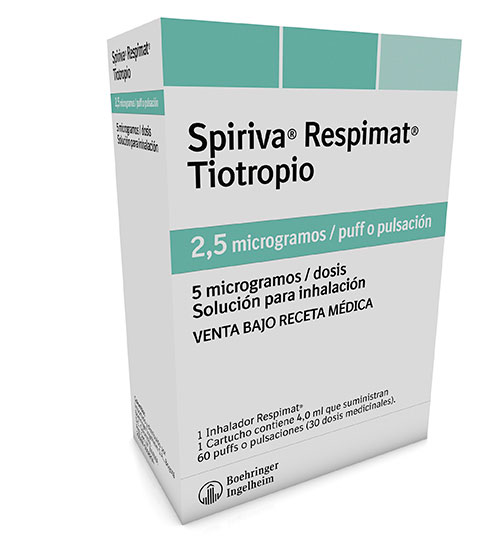 Spiriva® Respimat®
Tiotropio
2,5 microgramos / puff o pulsación
5 microgramos / dosis
Solución para inhalación
Spiriva® Respimat®
Tiotropio
2,5 microgramos / puff o pulsación
5 microgramos / dosis
Solución para inhalación
VENTA BAJO RECETA MÉDICA
1 Inhalador Respimat®
1 Cartucho contiene 4,0 ml que suministran
60 puffs o pulsaciones (30 dosis medicinales).
Boehringer
Ingelheim